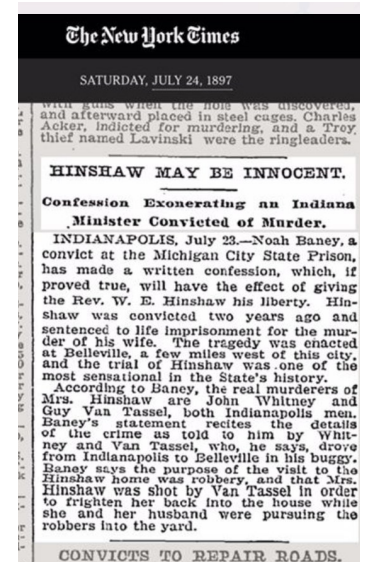 The New York Times
SATURDAY, JULY 24, 1897
with guns when the hole was discovered,
and afterward placed in steel cages. Charles
Acker, indicted for murdering, and a Troy
thief named Lavinski were the ringleaders.
HINSHAW MAY BE INNOCENT.
Confession Exonerating an Indiana
Minister Convicted of Murder.
INDIANAPOLIS, July 23.—Noah Baney, a
convict at the Michigan City State Prison,
has made a written confession, which, if
proved true, will have the effect of giving
the Rev. W. E. Hinshaw his liberty. Hin-
shaw was convicted two years ago and
sentenced to life imprisonment for the mur-
der of his wife. The tragedy was enacted
at Belleville, a few miles west of this city,
and the trial of Hinshaw was one of the
most sensational in the State's history.
According to Baney, the real murderers of
Mrs. Hinshaw are John Whitney and
Guy Van Tassel, both Indianapolis men.
Baney's statement recites the details
of the crime as told to him by Whit-
ney and Van Tassel, who, he says, drove
from Indianapolis to Belleville in his buggy.
Baney says the purpose of the visit to the
Hinshaw home was robbery, and that Mrs.
Hinshaw was shot by Van Tassel in order
to frighten her back into the house while
she and her husband were pursuing the
robbers into the yard.
CONVICTS TO REPAIR ROADS.